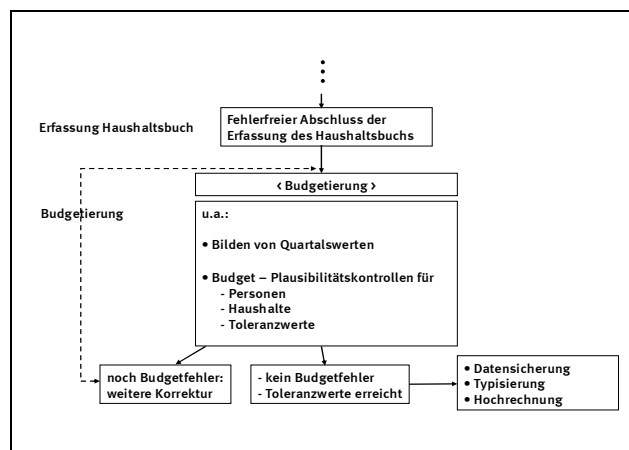 Fehlerfreier Abschluss der
Erfassung des Haushaltsbuchs
Erfassung Haushaltsbuch
< Budgetierung >
Budgetierung
u.a.:
• Bilden von Quartalswerten
• Budget – Plausibilitätskontrollen für
- Personen
- Haushalte
- Toleranzwerte
noch Budgetfehler:
weitere Korrektur
- kein Budgetfehler
- Toleranzwerte erreicht
• Datensicherung
• Typisierung
• Hochrechnung